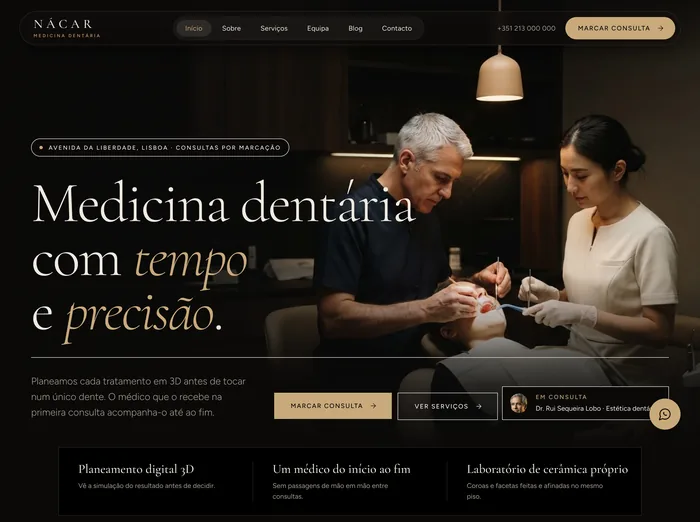 NÁCAR
MEDICINA DENTÁRIA
Início
Sobre
Serviços
Equipa
Blog
Contacto
+351 213 000 000
MARCAR CONSULTA →
AVENIDA DA LIBERDADE, LISBOA · CONSULTAS POR MARCAÇÃO
Medicina dentária
com tempo
e precisão.
Planeamos cada tratamento em 3D antes de tocar
num único dente. O médico que o recebe na
primeira consulta acompanha-o até ao fim.
MARCAR CONSULTA →
VER SERVIÇOS →
EM CONSULTA
Dr. Rui Sequeira Lobo · Estética
Planeamento digital 3D
Vê a simulação do resultado antes de decidir.
Um médico do início ao fim
Sem passagens de mão em mão entre
consultas.
Laboratório de cerâmica próprio
Coroas e facetas feitas e afinadas no mesmo
piso.